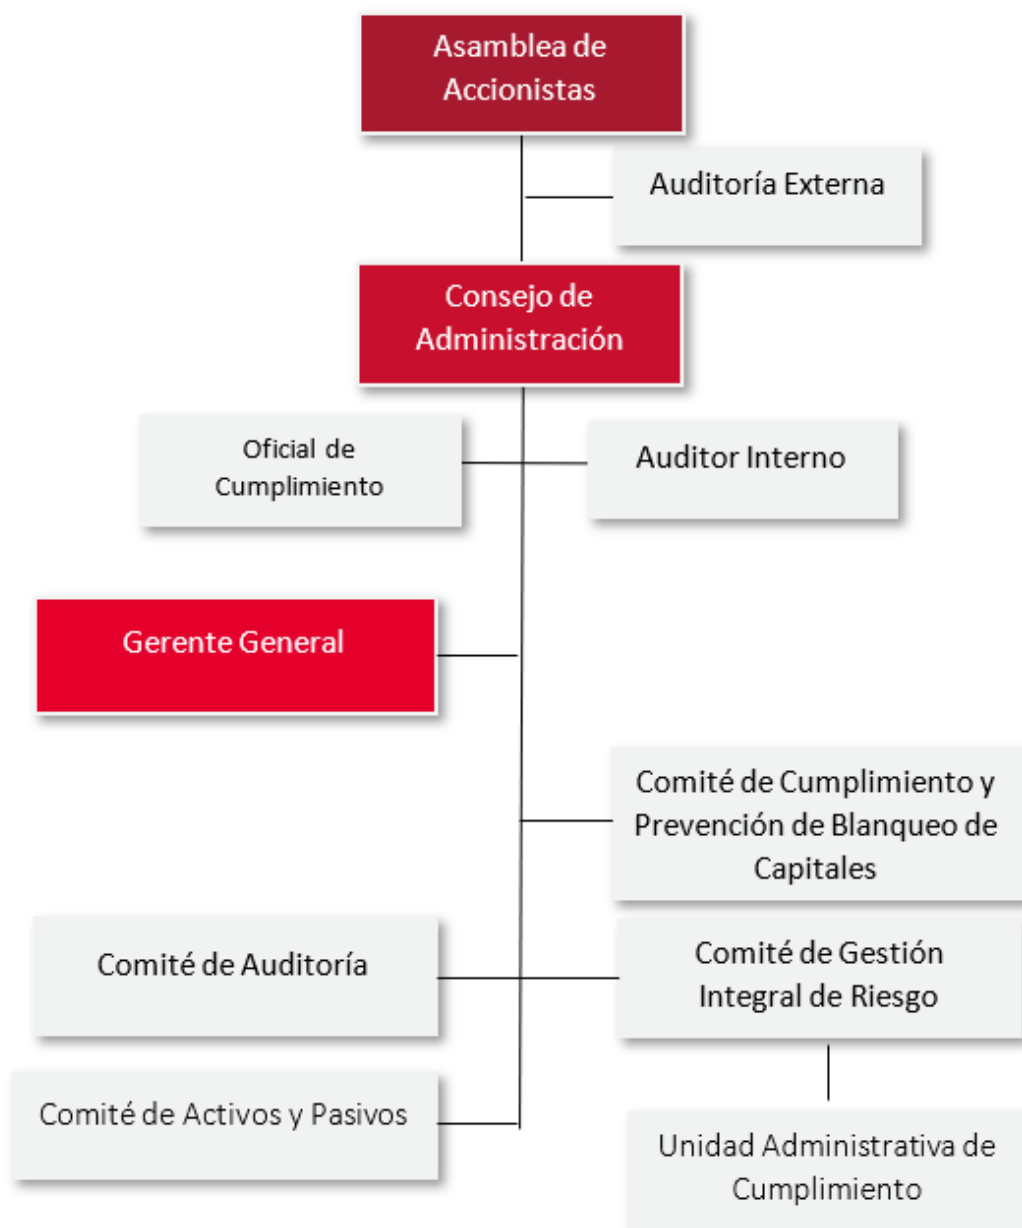 Asamblea de
Accionistas
Auditoría Externa
Consejo de
Administración
Oficial de
Cumplimiento
Auditor Interno
Gerente General
Comité de Cumplimiento y
Prevención de Blanqueo de
Capitales
Comité de Auditoría
Comité de Gestión
Integral de Riesgo
Comité de Activos y Pasivos
Unidad Administrativa de
Cumplimiento